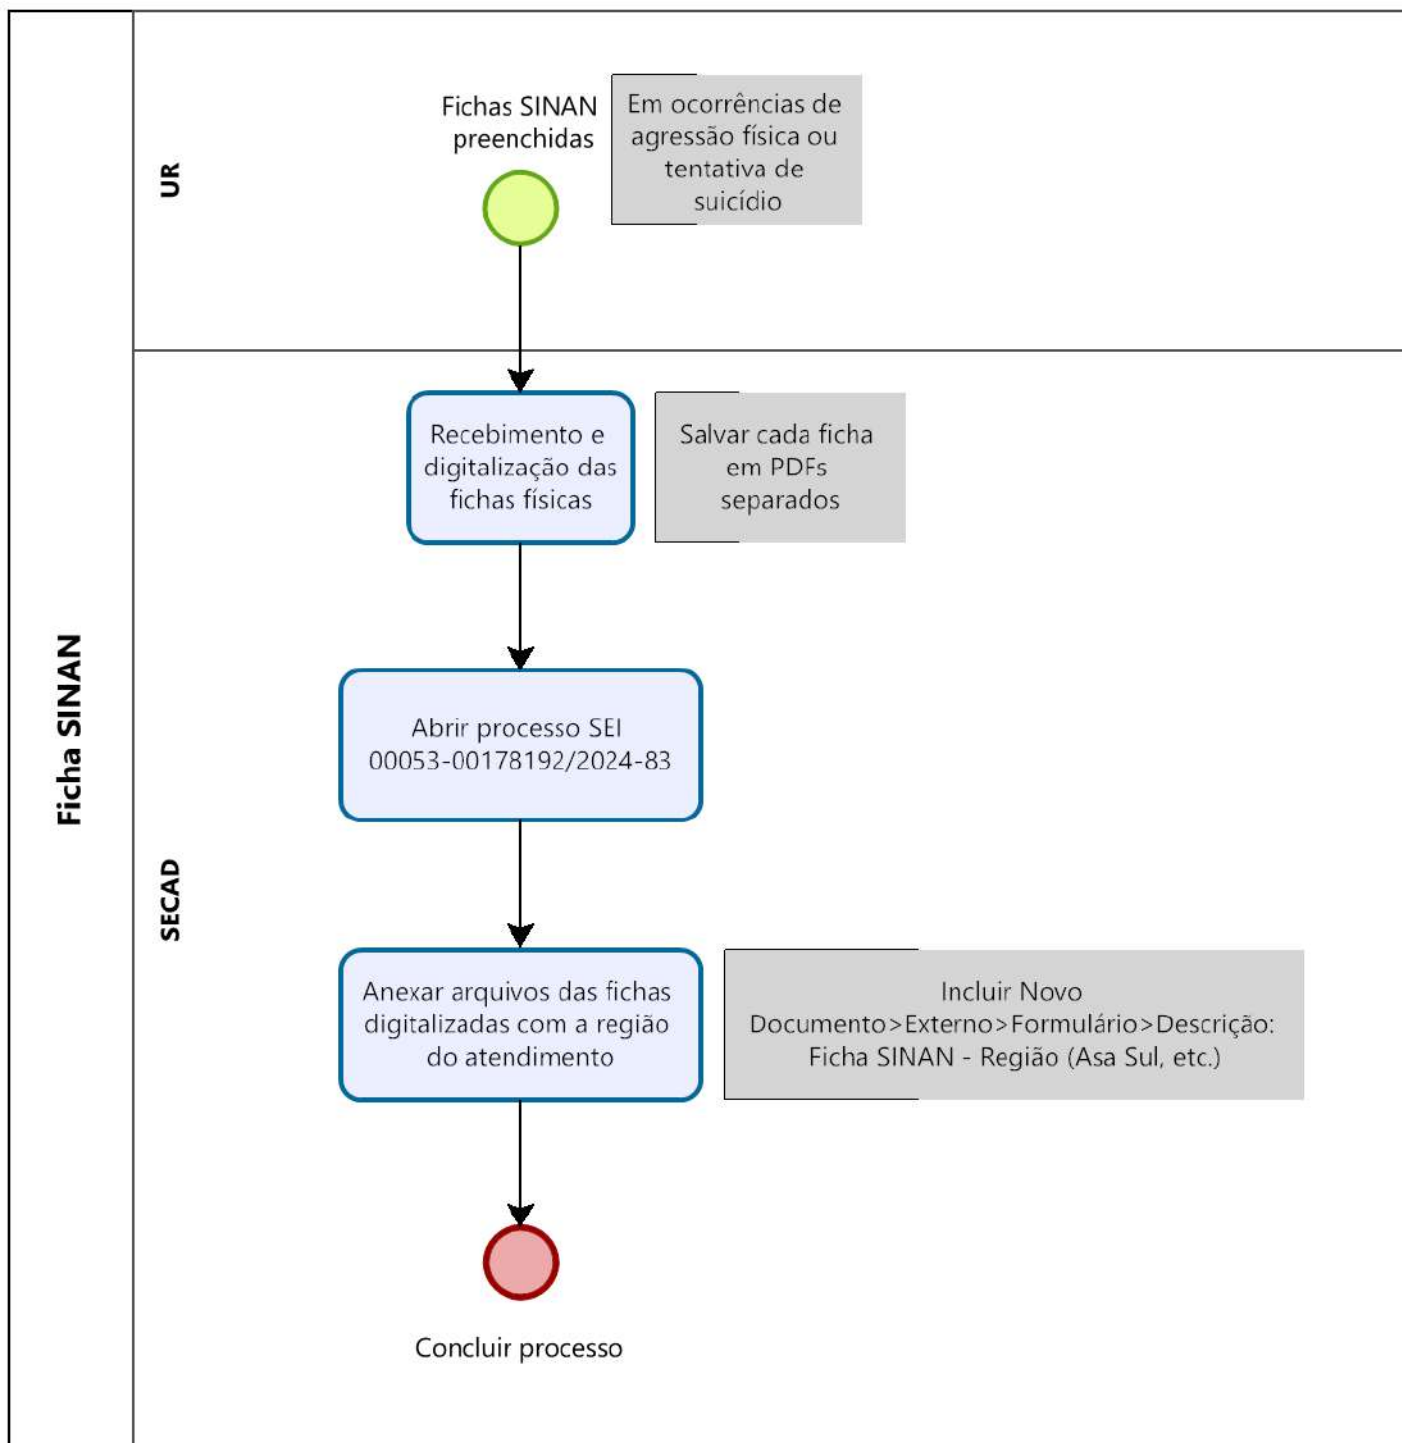 Ficha SINAN
UR
Fichas SINAN
preenchidas
Em ocorrências de
agressão física ou
tentativa de
suicídio
SECAD
Recebimento e
digitalização das
fichas físicas
Salvar cada ficha
em PDFs
separados
Abrir processo SEI
00053-00178192/2024-83
Anexar arquivos das fichas
digitalizadas com a região
do atendimento
Incluir Novo
Documento>Externo>Formulário>Descrição:
Ficha SINAN - Região (Asa Sul, etc.)
Concluir processo